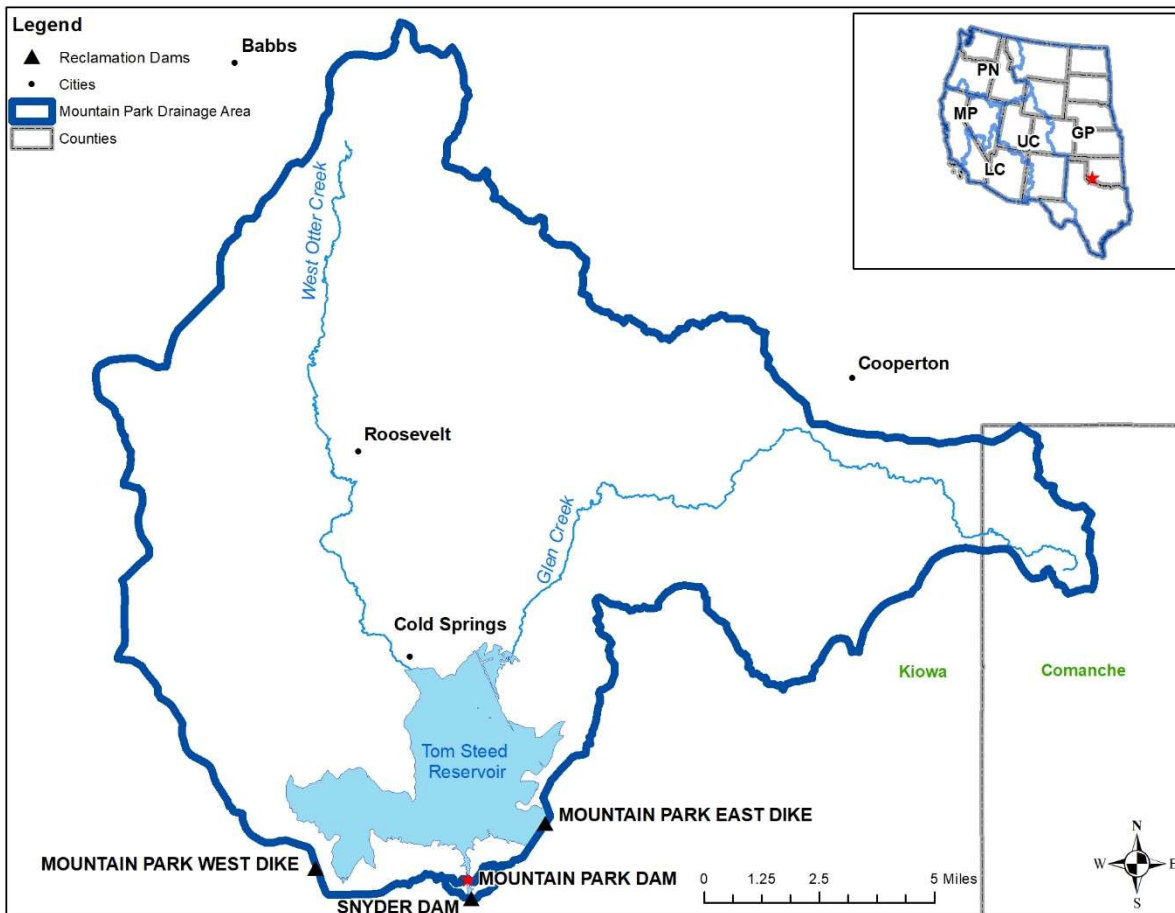 Legend
Reclamation Dams
Cities
Mountain Park Drainage Area
Counties
Babbs
PN
MP
UC
GP
LC
West Otter Creek
Cooperton
Roosevelt
Glen Creek
Cold Springs
Kiowa
Comanche
Tom Steed
Reservoir
MOUNTAIN PARK EAST DIKE
MOUNTAIN PARK WEST DIKE
MOUNTAIN PARK DAM
SNYDER DAM
0 1.25 2.5 5 Miles
N
W E
S